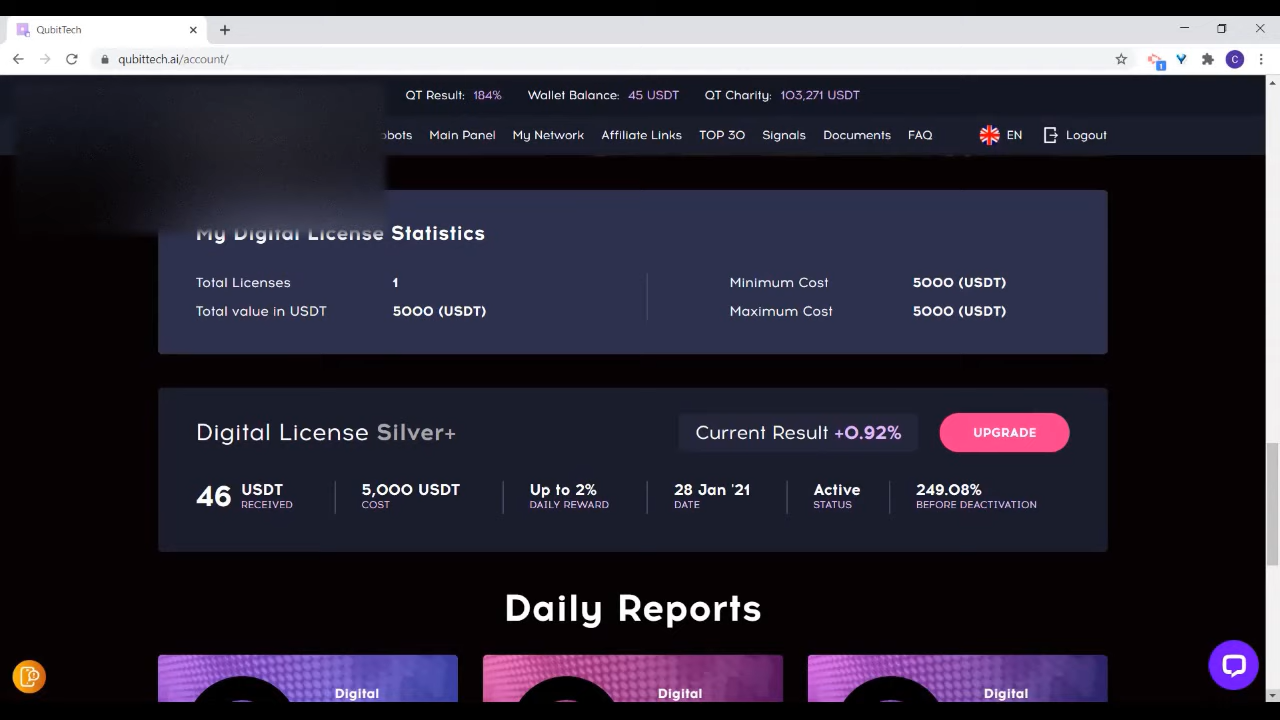 QubitTech
qubittech.ai/account/
QT Result: 184% Wallet Balance: 45 USDT QT Charity: 103,271 USDT
Main Panel My Network Affiliate Links TOP 30 Signals Documents FAQ EN Logout
My Digital License Statistics
Total Licenses 1 Minimum Cost 5000 (USDT)
Total value in USDT 5000 (USDT) Maximum Cost 5000 (USDT)
Digital License Silver+ Current Result +0.92% UPGRADE
46 USDT 5,000 USDT Up to 2% 28 Jan '21 Active 249.08%
RECEIVED COST DAILY REWARD DATE STATUS BEFORE DEACTIVATION
Daily Reports
Digital Digital Digital